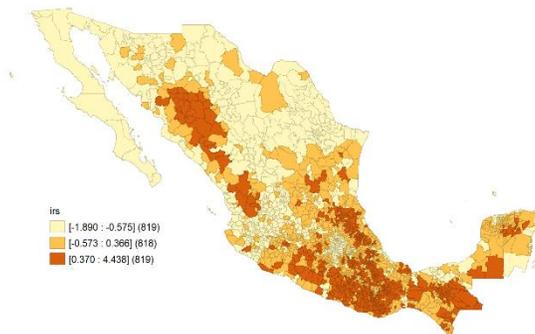 irs
[-1.890 : -0.575] (819)
[-0.573 : 0.366] (818)
[0.370 : 4.438] (819)